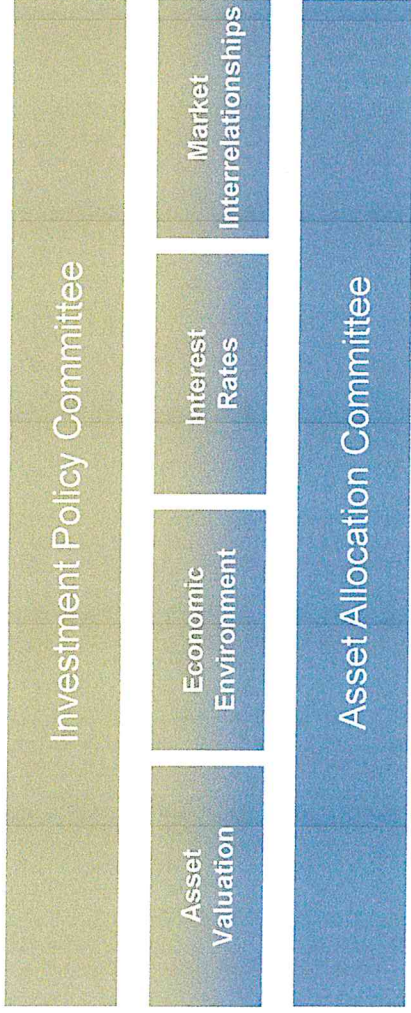 Investment Policy Committee
Asset
Valuation
Economic
Environment
Interest
Rates
Market
Interrelationships
Asset Allocation Committee